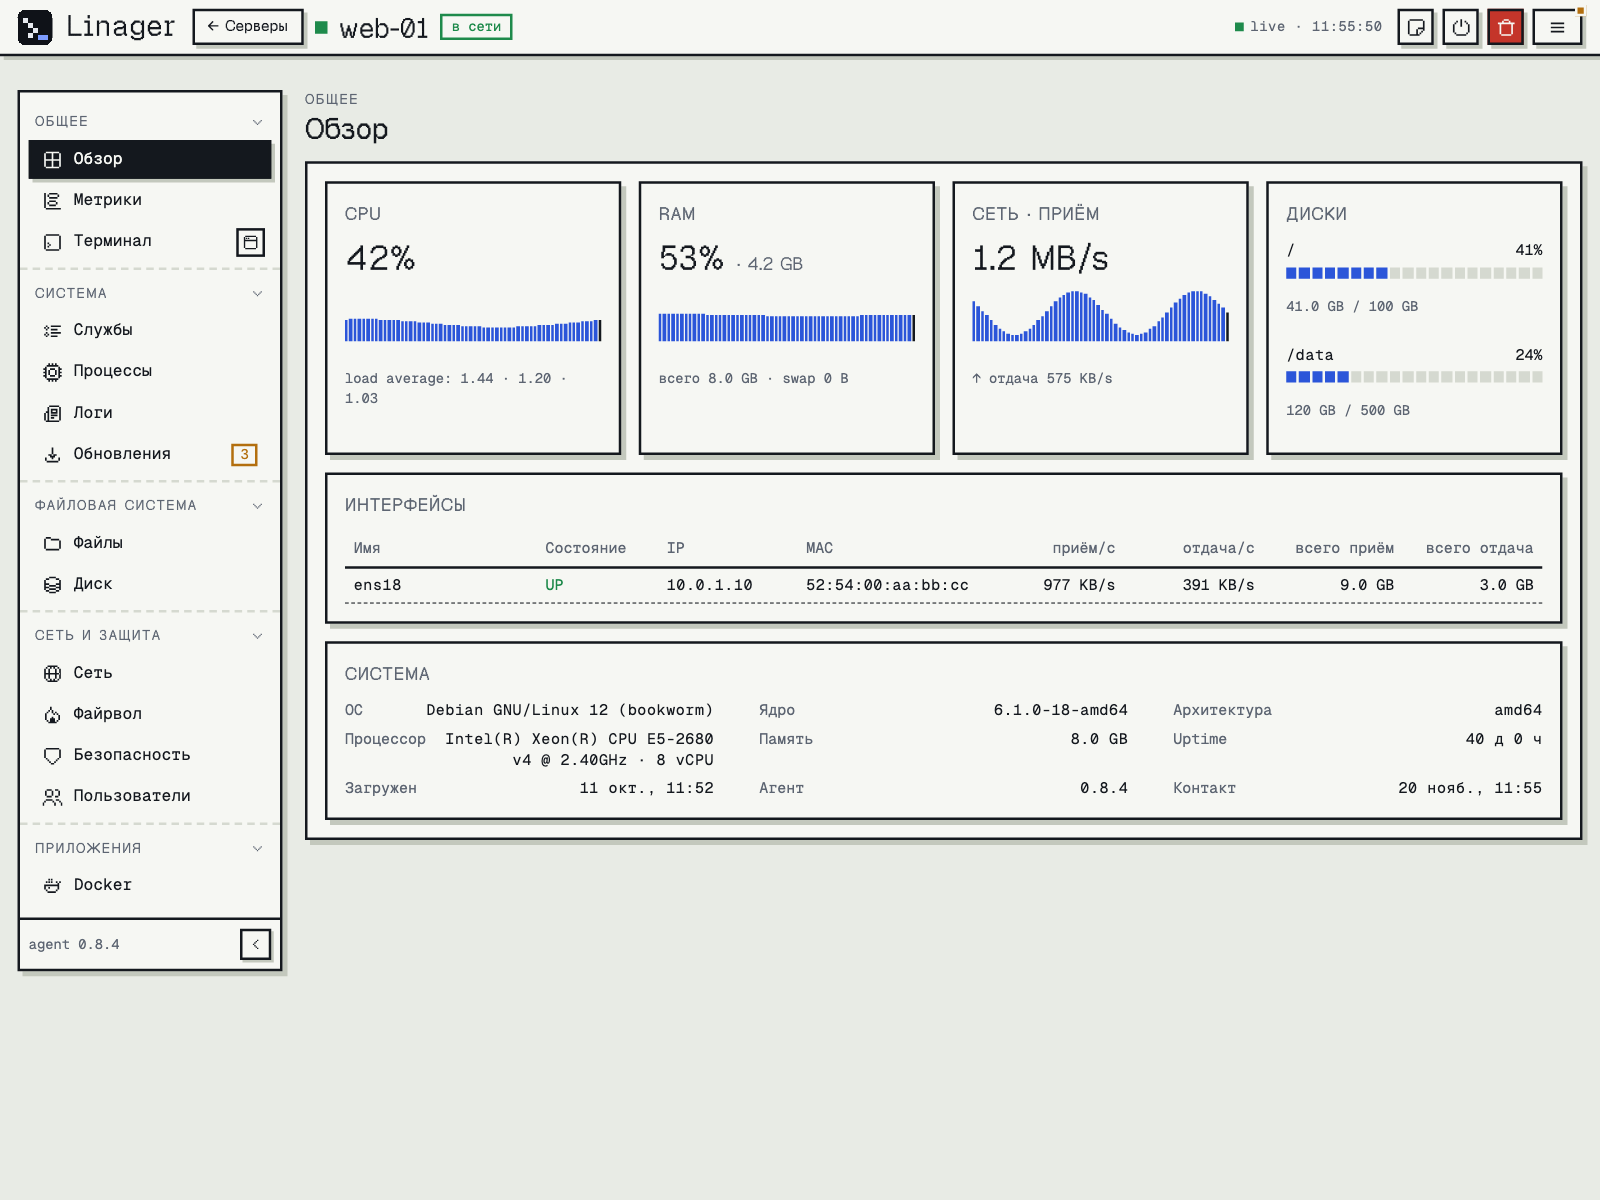 Linager
← Серверы
web-01
в сети
live · 11:55:50
ОБЩЕЕ
Обзор
Метрики
Терминал
СИСТЕМА
Службы
Процессы
Логи
Обновления 3
ФАЙЛОВАЯ СИСТЕМА
Файлы
Диск
СЕТЬ И ЗАЩИТА
Сеть
Файрвол
Безопасность
Пользователи
ПРИЛОЖЕНИЯ
Docker
agent 0.8.4
ОБЩЕЕ
Обзор
CPU
42%
load average: 1.44 · 1.20 ·
1.03
RAM
53% · 4.2 GB
всего 8.0 GB · swap 0 B
СЕТЬ · ПРИЁМ
1.2 MB/s
↑ отдача 575 KB/s
ДИСКИ
/ 41%
41.0 GB / 100 GB
/data 24%
120 GB / 500 GB
ИНТЕРФЕЙСЫ
Имя Состояние IP MAC приём/с отдача/с всего приём всего отдача
ens18 UP 10.0.1.10 52:54:00:aa:bb:cc 977 KB/s 391 KB/s 9.0 GB 3.0 GB
СИСТЕМА
ОС Debian GNU/Linux 12 (bookworm)
Ядро 6.1.0-18-amd64
Архитектура amd64
Процессор Intel(R) Xeon(R) CPU E5-2680
v4 @ 2.40GHz · 8 vCPU
Память 8.0 GB
Uptime 40 д 0 ч
Загружен 11 окт., 11:52
Агент 0.8.4
Контакт 20 нояб., 11:55